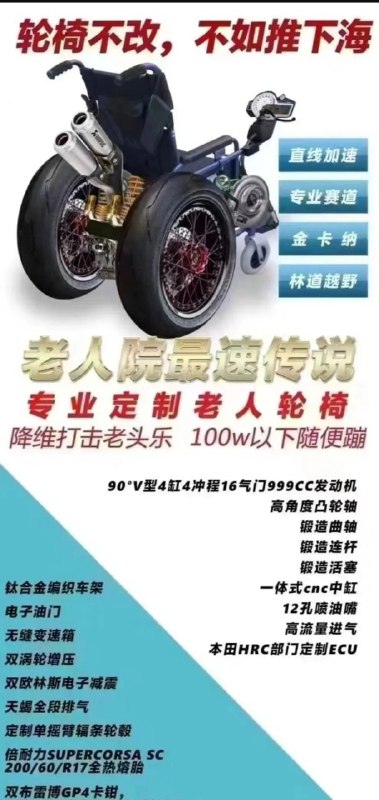 轮椅不改，不如推下海
直线加速
专业赛道
金卡纳
林道越野
老人院最速传说
专业定制老人轮椅
降维打击老头乐 100w以下随便蹦
90°V型4缸4冲程16气门999CC发动机
高角度凸轮轴
锻造曲轴
锻造连杆
锻造活塞
一体式cnc中缸
12孔喷油嘴
高流量进气
本田HRC部门定制ECU
钛合金编织车架
电子油门
无缝变速箱
双涡轮增压
双欧林斯电子减震
天蝎全段排气
定制单摇臂辐条轮毂
倍耐力SUPERCORSA SC
200/60/R17全热熔胎
双布雷博GP4卡钳，